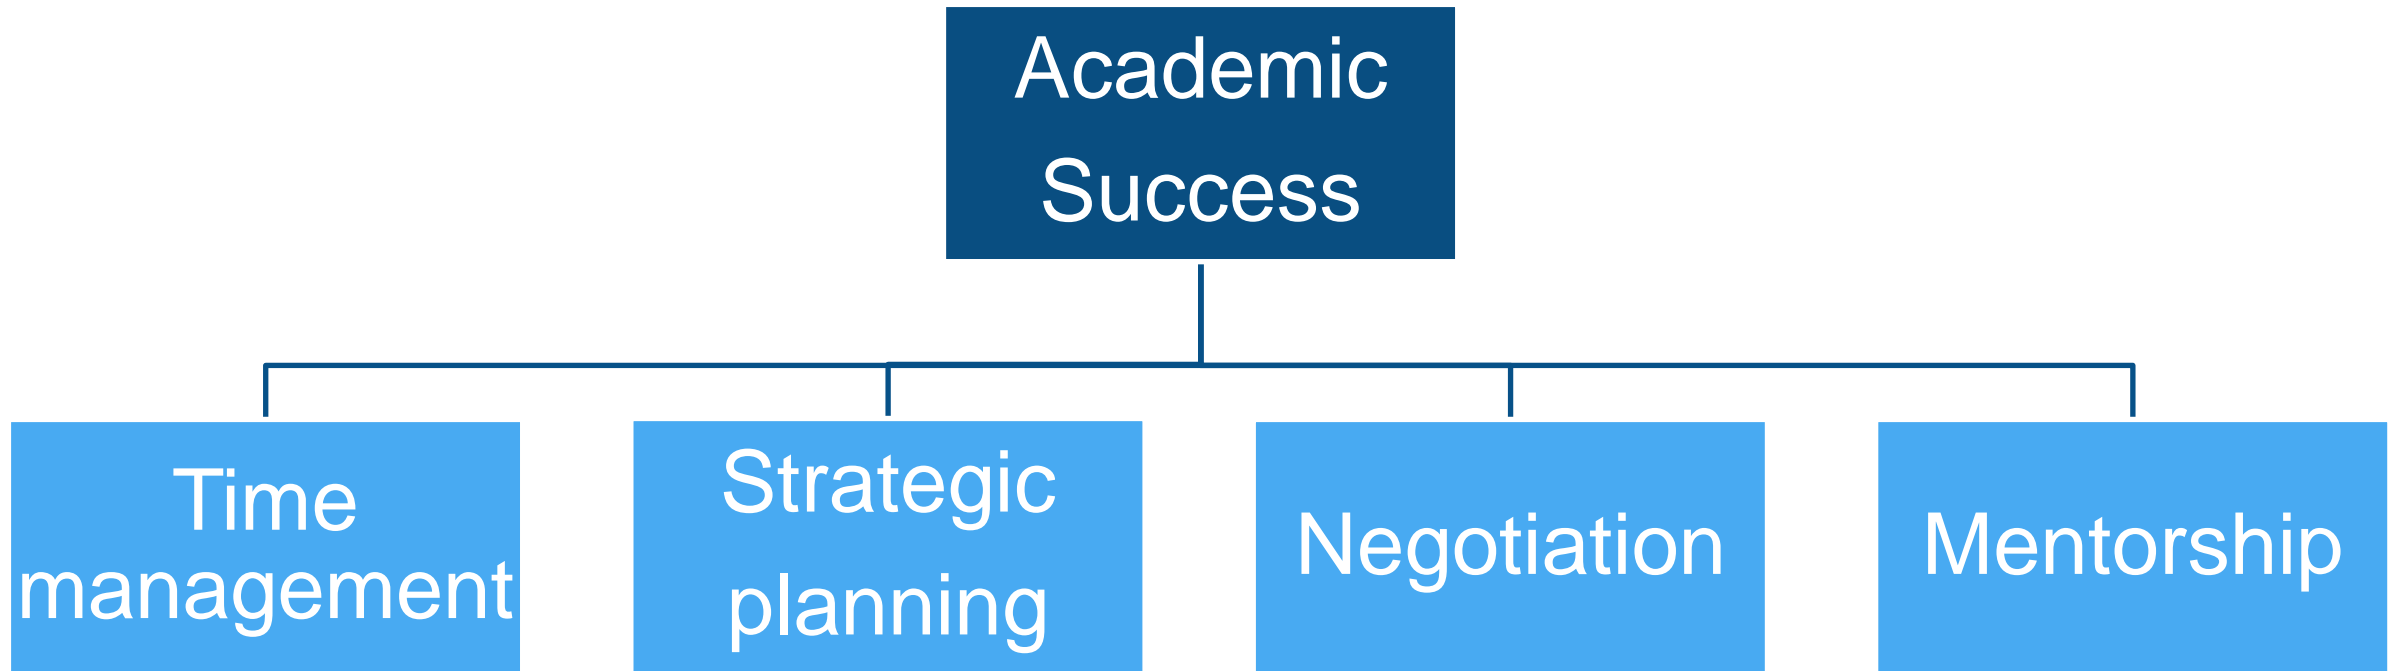 Academic
Success
Time
management
Strategic
planning
Negotiation
Mentorship